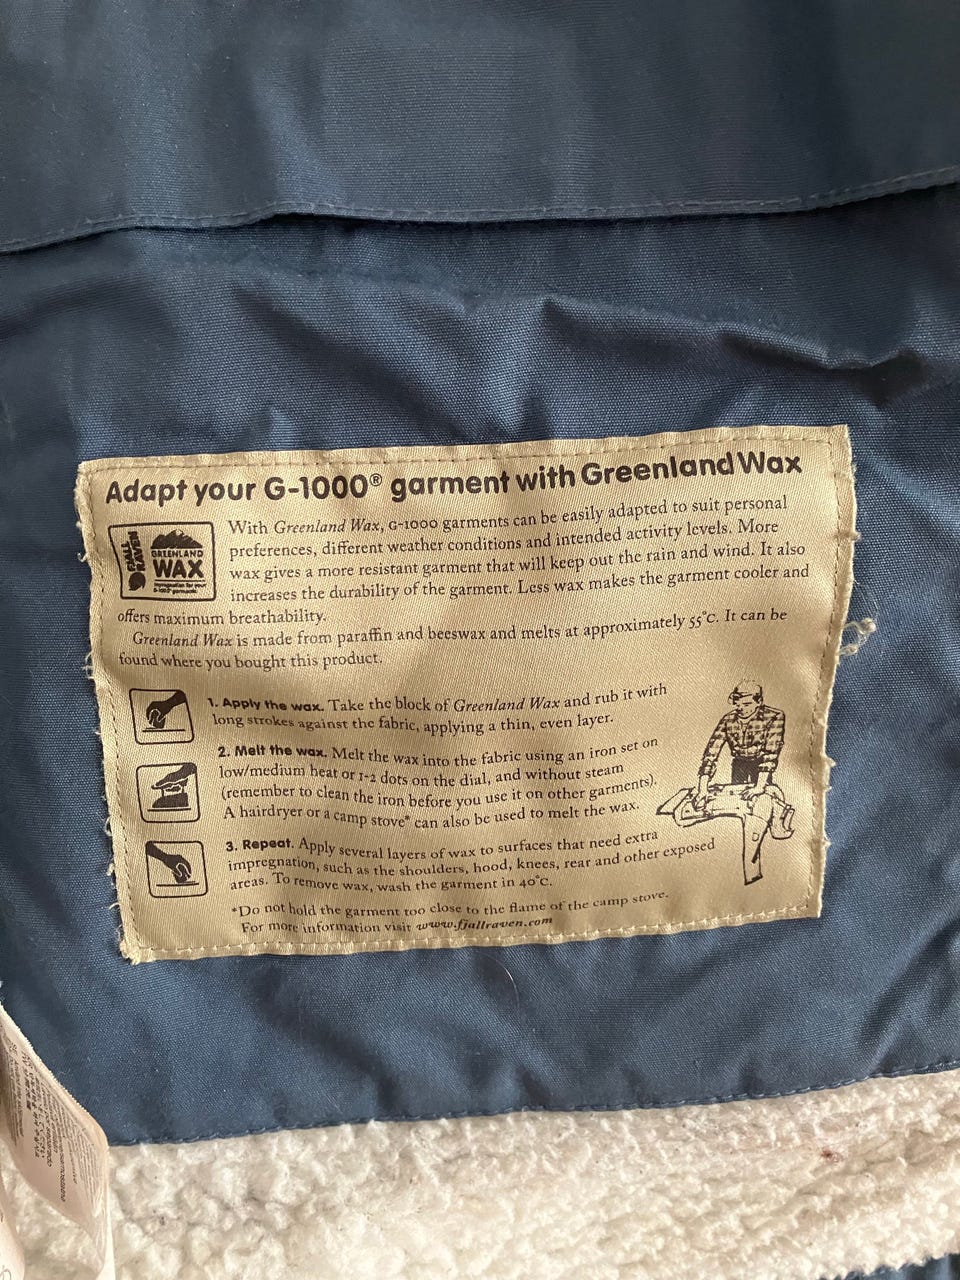 Adapt your G-1000® garment with Greenland Wax
FJÄLL
RÄVEN
GREENLAND
WAX
impregnation for your
G-1000® garments
With Greenland Wax, G-1000 garments can be easily adapted to suit personal
preferences, different weather conditions and intended activity levels. More
wax gives a more resistant garment that will keep out the rain and wind. It also
increases the durability of the garment. Less wax makes the garment cooler and
offers maximum breathability.
Greenland Wax is made from paraffin and beeswax and melts at approximately 55°C. It can be
found where you bought this product.
1. Apply the wax. Take the block of Greenland Wax and rub it with
long strokes against the fabric, applying a thin, even layer.
2. Melt the wax. Melt the wax into the fabric using an iron set on
low/medium heat or 1-2 dots on the dial, and without steam
(remember to clean the iron before you use it on other garments).
A hairdryer or a camp stove* can also be used to melt the wax.
3. Repeat. Apply several layers of wax to surfaces that need extra
impregnation, such as the shoulders, hood, knees, rear and other exposed
areas. To remove wax, wash the garment in 40°C.
*Do not hold the garment too close to the flame of the camp stove.
For more information visit www.fjallraven.com